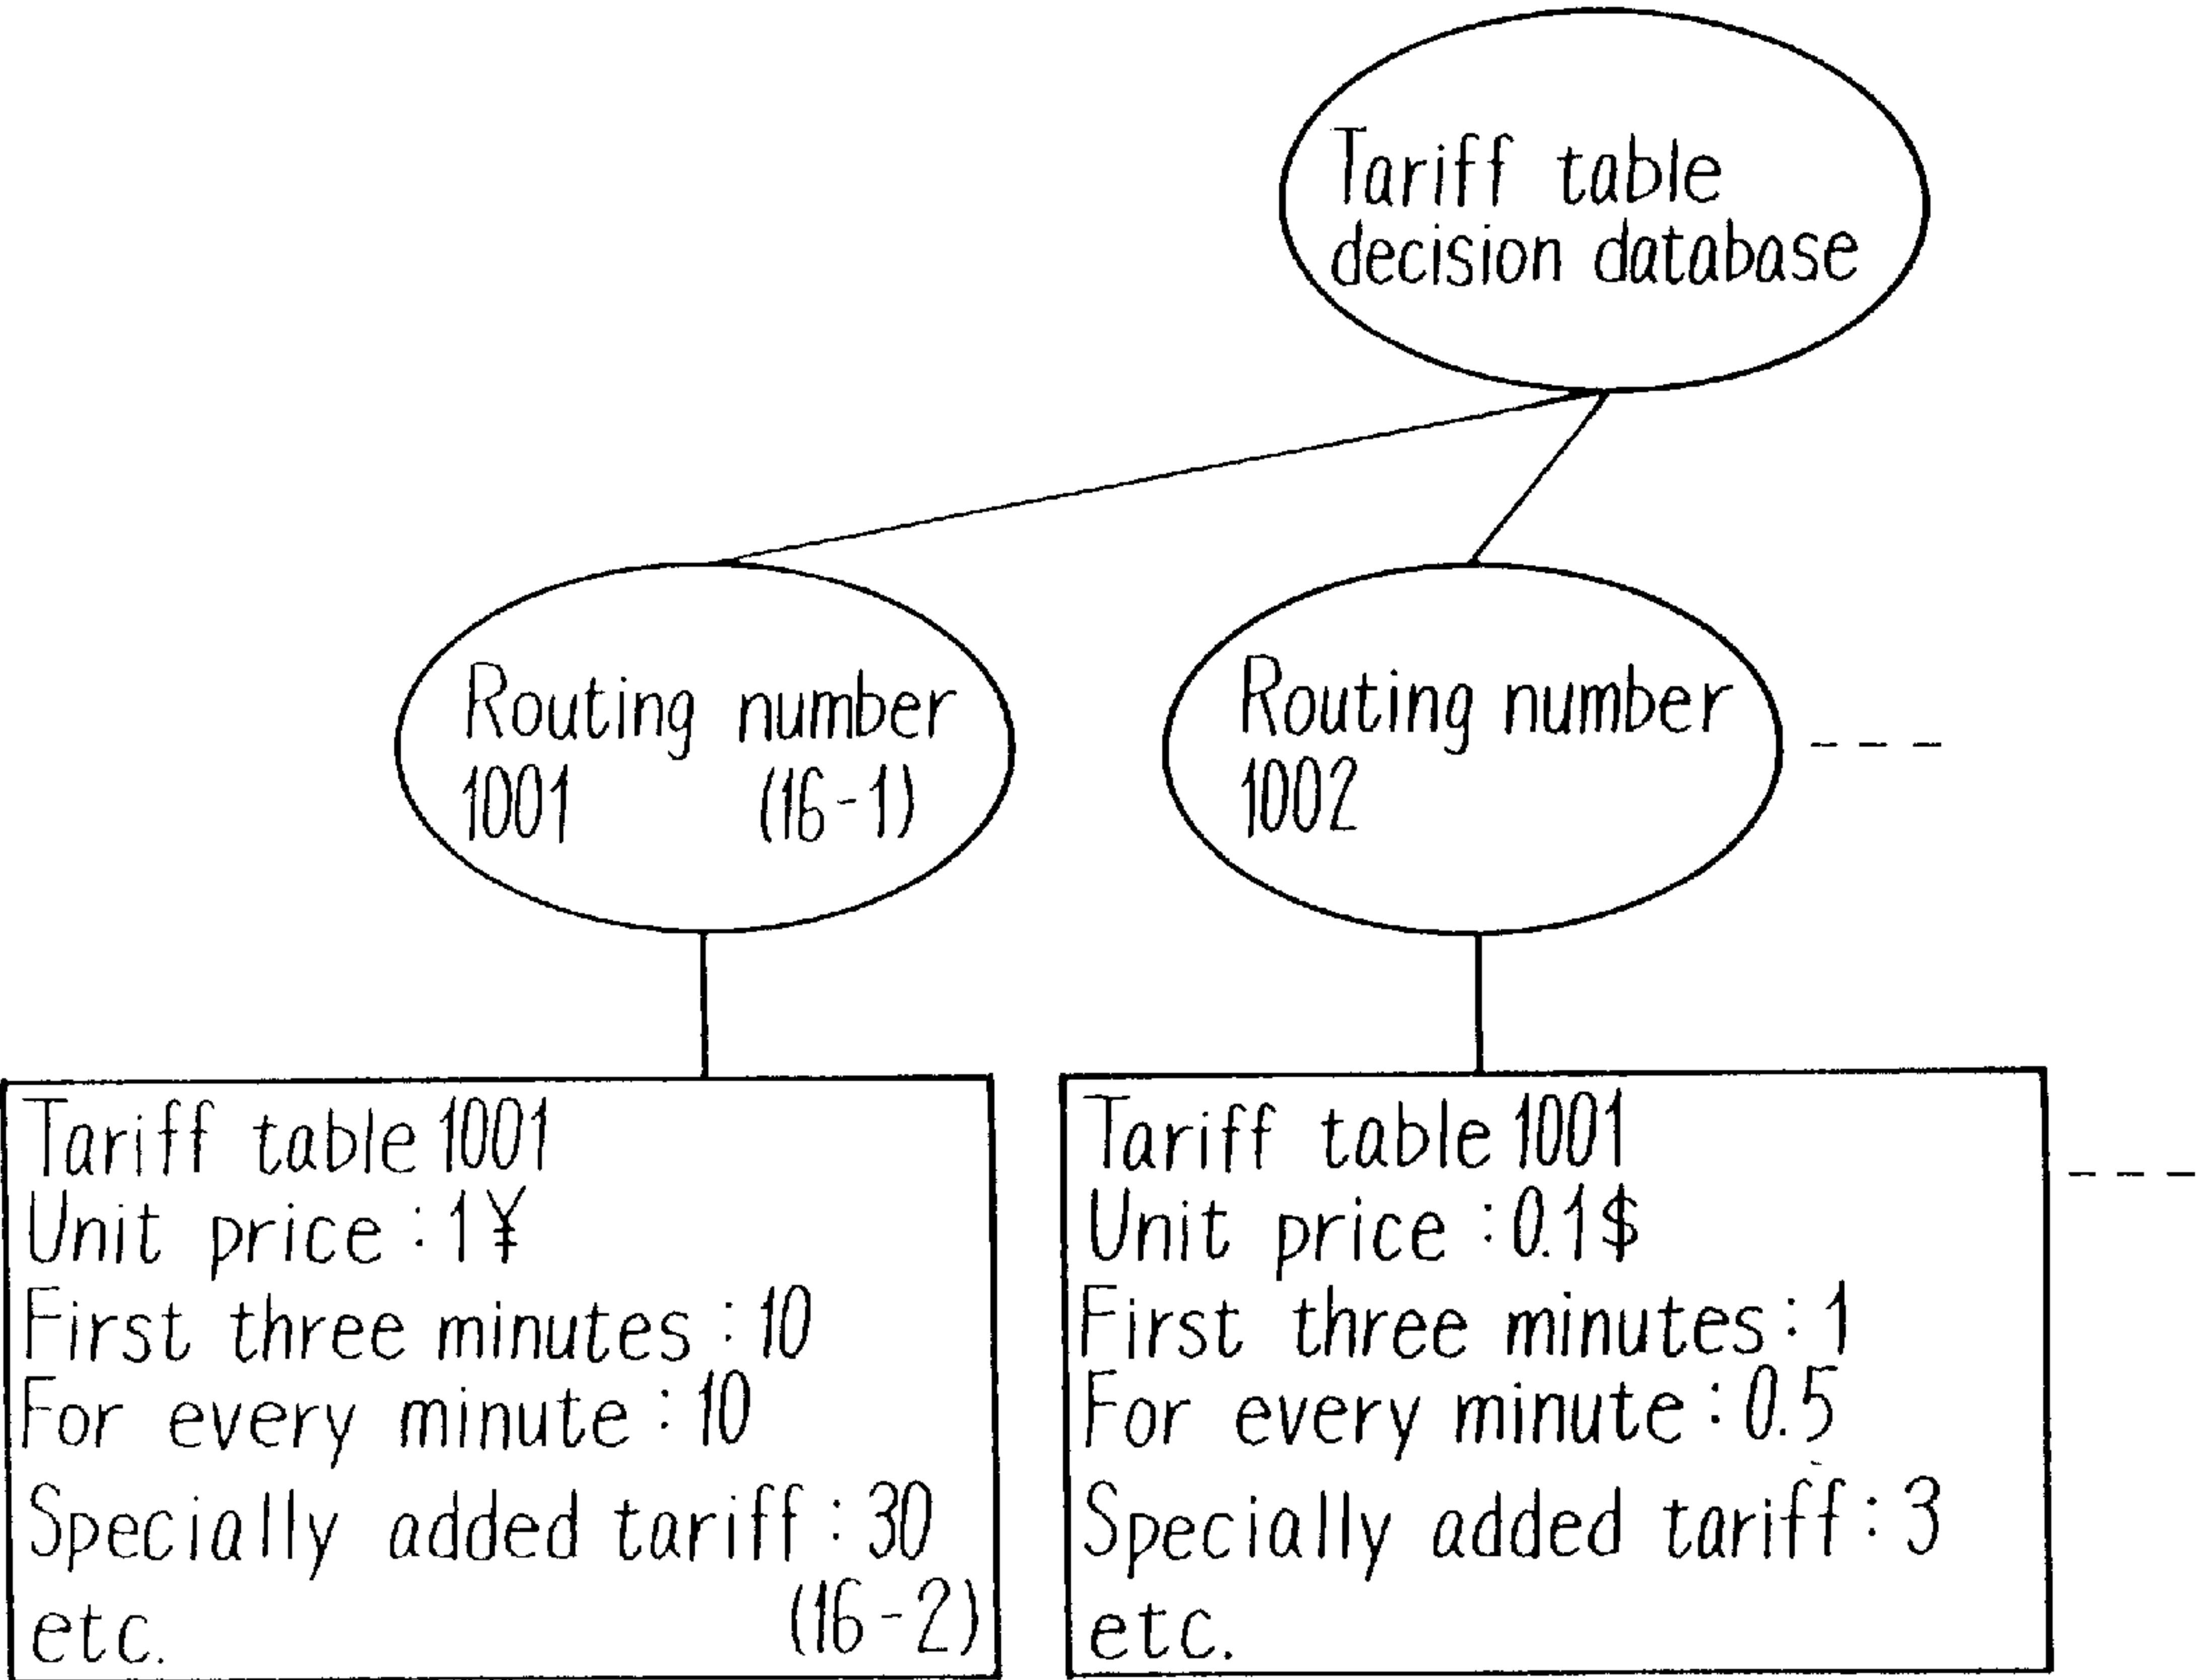 Tariff table
decision database
Routing number
1001 (16-1)
Routing number
1002
Tariff table 1001
Unit price : 1¥
First three minutes : 10
For every minute : 10
Specially added tariff : 30
(16-2)
etc.
Tariff table 1001
Unit price : 0.1$
First three minutes : 1
For every minute : 0.5
Specially added tariff : 3
etc.